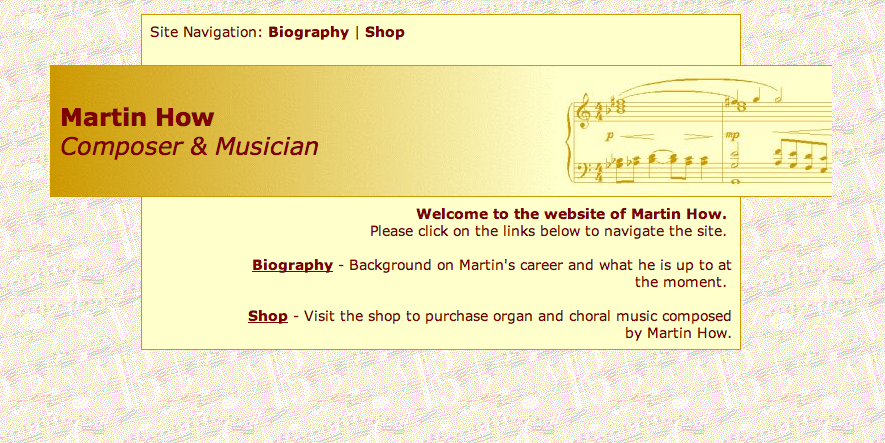 Site Navigation: Biography | Shop
Martin How
Composer & Musician
p
mp
Welcome to the website of Martin How.
Please click on the links below to navigate the site.
Biography - Background on Martin's career and what he is up to at
the moment.
Shop - Visit the shop to purchase organ and choral music composed
by Martin How.